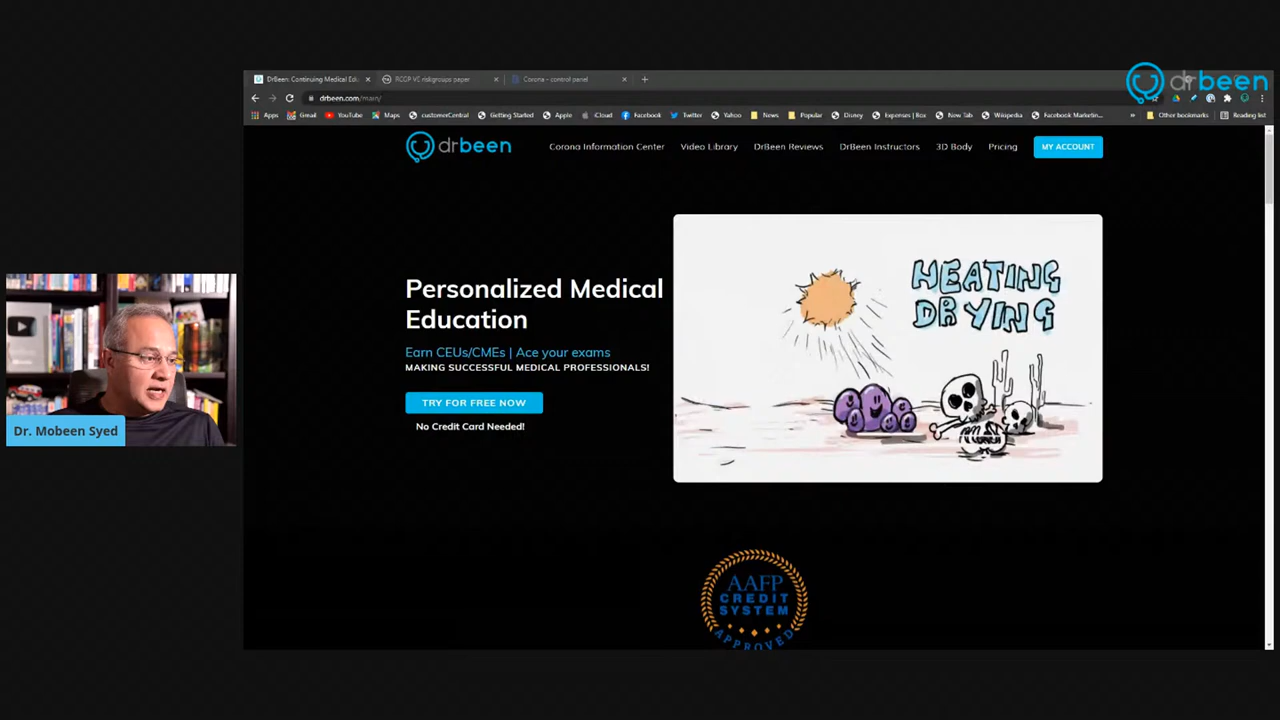 DrBeen: Continuing Medical Edu
RCCP VE riskgroups paper
Corona - control panel
drbeen.com/main/
Apps
Gmail
YouTube
Maps
customerCentral
Getting Started
Apple
iCloud
Facebook
Twitter
Yahoo
News
Popular
Disney
Expenses | Rox
New Tab
Wikipedia
Facebook Marketin...
»
Other bookmarks
Reading list
drbeen
drbeen
Corona Information Center
Video Library
DrBeen Reviews
DrBeen Instructors
3D Body
Pricing
MY ACCOUNT
HEATING
DRYING
Personalized Medical
Education
Earn CEUs/CMEs | Ace your exams
MAKING SUCCESSFUL MEDICAL PROFESSIONALS!
TRY FOR FREE NOW
No Credit Card Needed!
Dr. Mobeen Syed
AAFP
CREDIT
SYSTEM
APPROVED